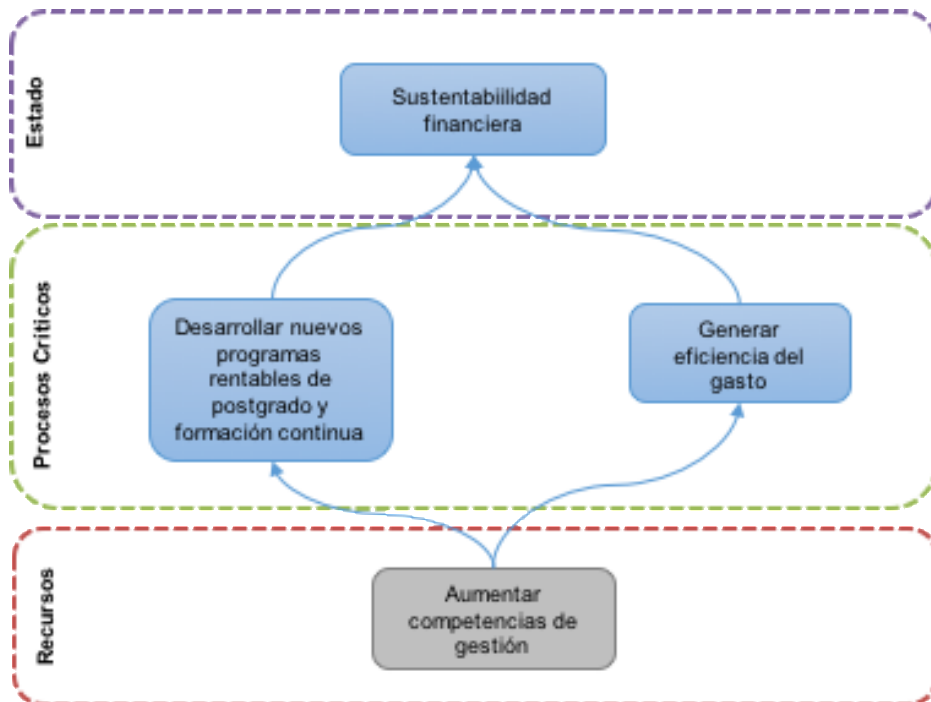 Estado
Sustentabiilidad
financiera
Procesos Críticos
Desarrollar nuevos
programas
rentables de
postgrado y
formación continua
Generar
eficiencia del
gasto
Recursos
Aumentar
competencias de
gestión